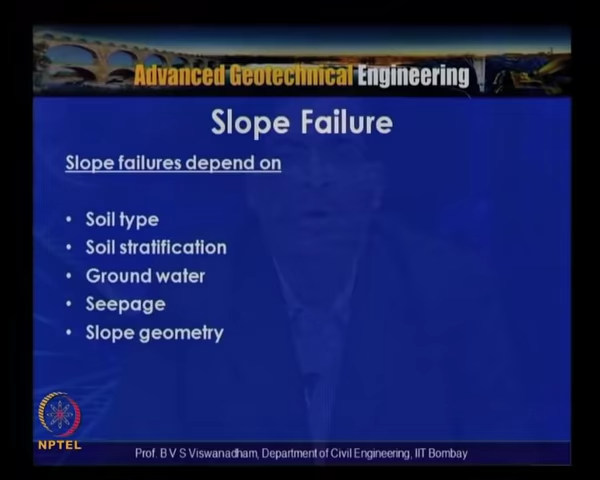 Advanced Geotechnical Engineering
Slope Failure
Slope failures depend on
• Soil type
• Soil stratification
• Ground water
• Seepage
• Slope geometry
NPTEL
Prof. B V S Viswanadham, Department of Civil Engineering, IIT Bombay